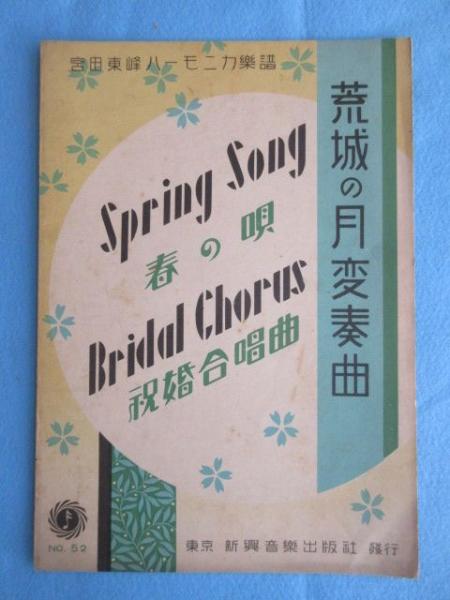 宮田東峰ハーモニカ樂譜
荒城の月変奏曲
Spring Song
春の唄
Bridal Chorus
祝婚合唱曲
NO. 52
東京 新興音樂出版社 發行